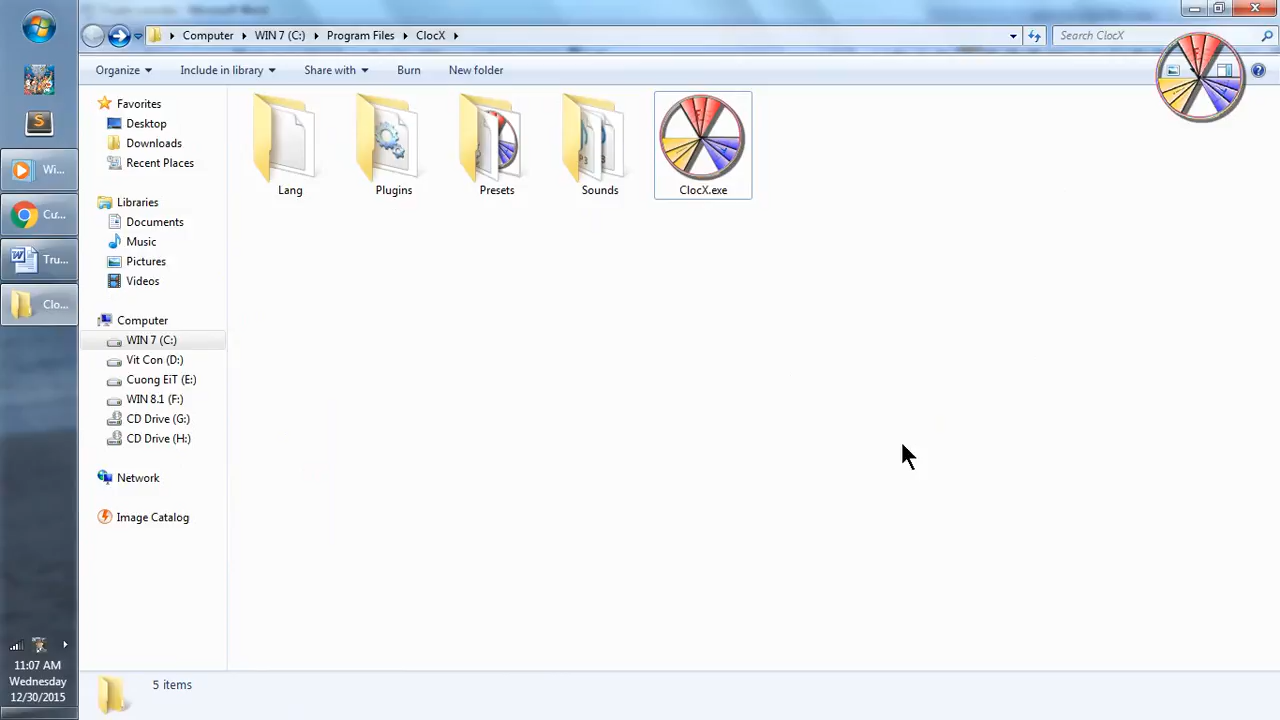 Computer WIN 7 (C:) Program Files ClocX
Search ClocX
Organize Include in library Share with Burn New folder
Favorites
Desktop
Downloads
Recent Places
Libraries
Documents
Music
Pictures
Videos
Computer
WIN 7 (C:)
Vit Con (D:)
Cuong EiT (E:)
WIN 8.1 (F:)
CD Drive (G:)
CD Drive (H:)
Network
Image Catalog
Lang
Plugins
Presets
Sounds
ClocX.exe
5 items
Wi...
Cu...
Tru...
Clo...
11:07 AM
Wednesday
12/30/2015